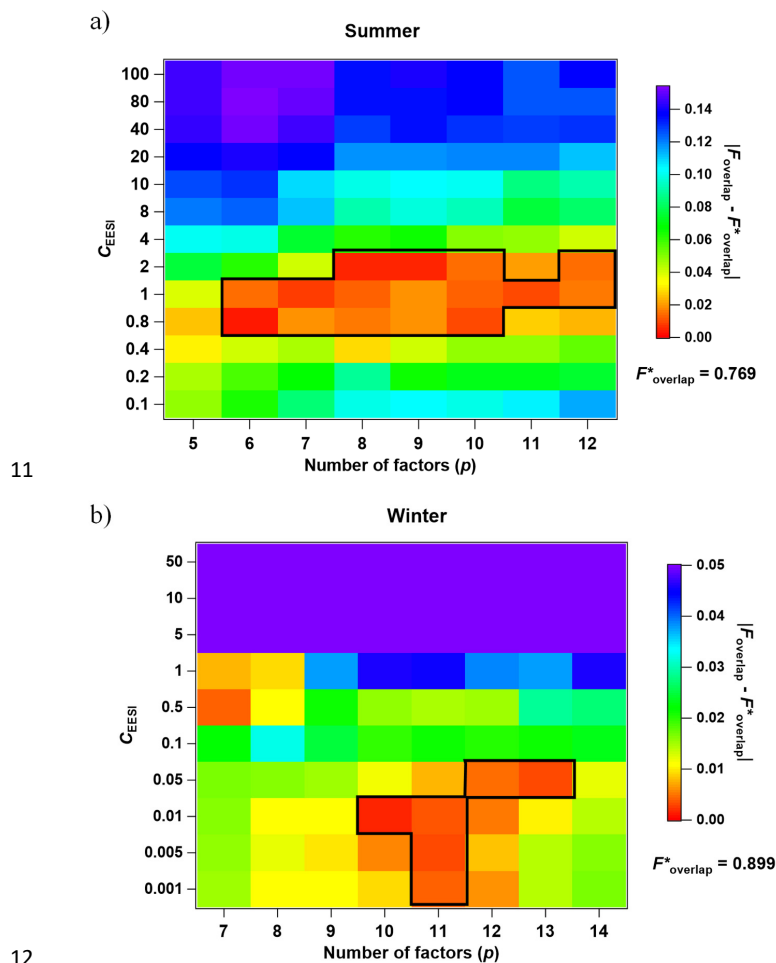 a)
Summer
100
80
40
20
10
8
4
2
1
0.8
0.4
0.2
0.1
C_EESI
5 6 7 8 9 10 11 12
Number of factors (p)
0.14
0.12
0.10
0.08
0.06
0.04
0.02
0.00
|F_overlap - F*_overlap|
F*_overlap = 0.769
11
b)
Winter
50
10
5
1
0.5
0.1
0.05
0.01
0.005
0.001
C_EESI
7 8 9 10 11 12 13 14
Number of factors (p)
0.05
0.04
0.03
0.02
0.01
0.00
|F_overlap - F*_overlap|
F*_overlap = 0.899
12